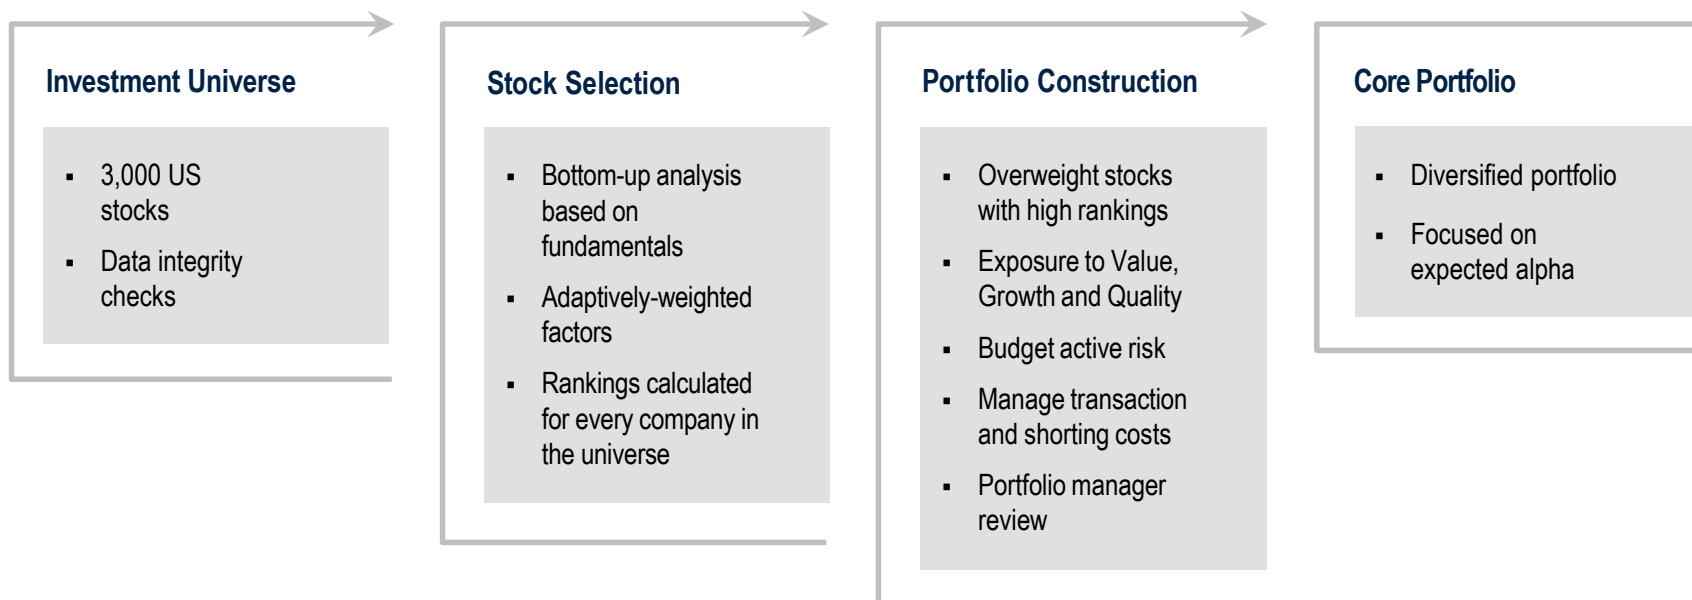 Investment Universe
▪ 3,000 US
stocks
▪ Data integrity
checks
Stock Selection
▪ Bottom-up analysis
based on
fundamentals
▪ Adaptively-weighted
factors
▪ Rankings calculated
for every company in
the universe
Portfolio Construction
▪ Overweight stocks
with high rankings
▪ Exposure to Value,
Growth and Quality
▪ Budget active risk
▪ Manage transaction
and shorting costs
▪ Portfolio manager
review
Core Portfolio
▪ Diversified portfolio
▪ Focused on
expected alpha